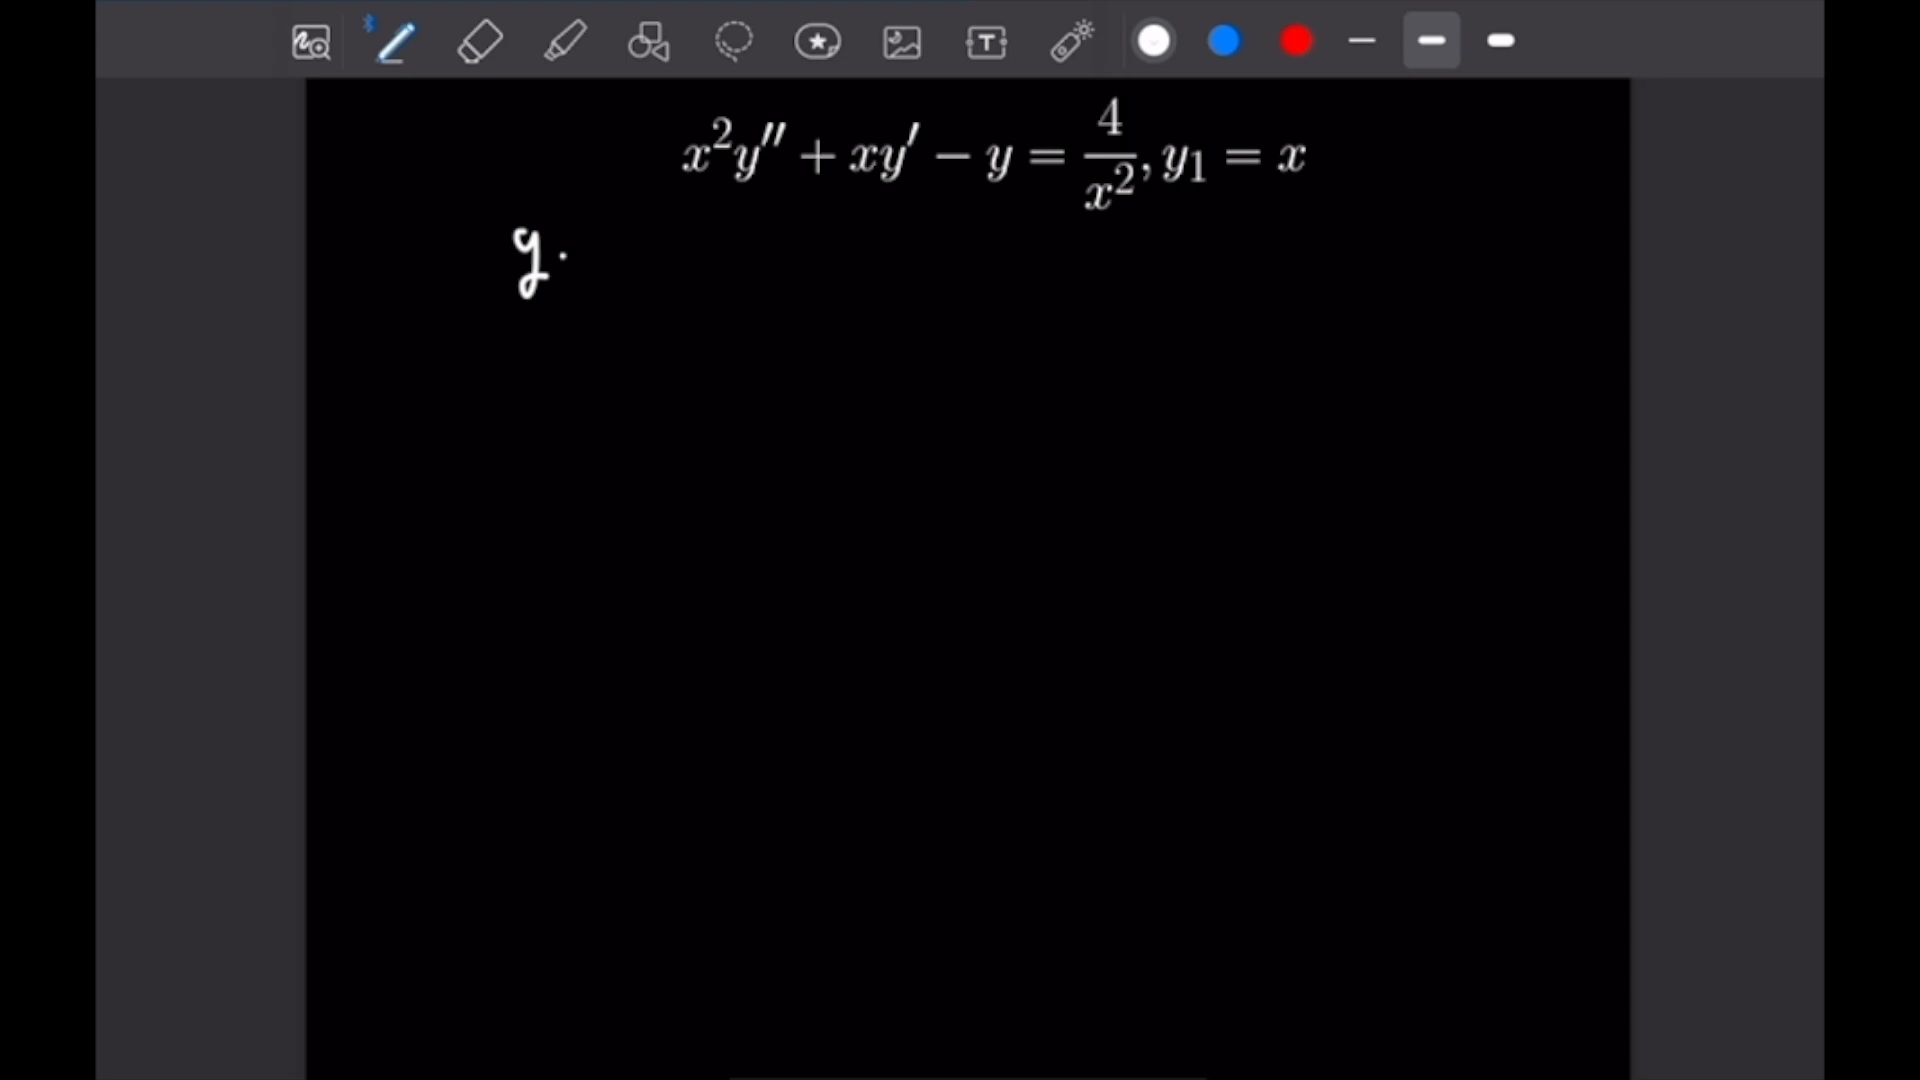 x²y″ + xy′ − y = 4/x², y₁ = x
y.